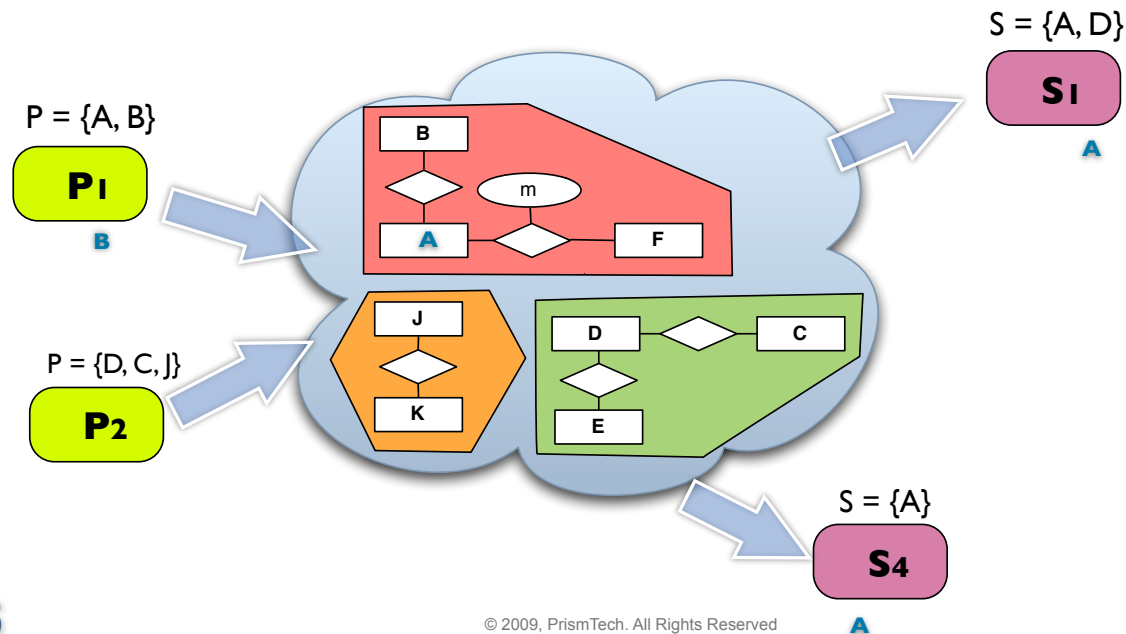 S = {A, D}
S1
A
P = {A, B}
P1
B
B
m
A
F
J
K
D
C
E
P = {D, C, J}
P2
S = {A}
S4
A
© 2009, PrismTech. All Rights Reserved